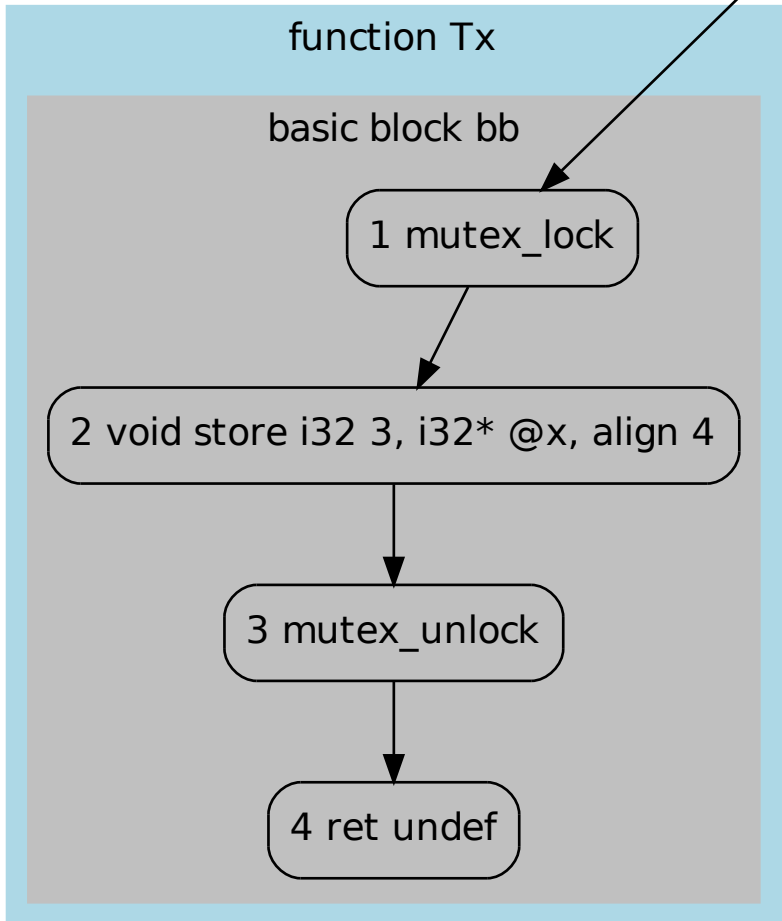 function Tx
basic block bb
1 mutex_lock
2 void store i32 3, i32* @x, align 4
3 mutex_unlock
4 ret undef